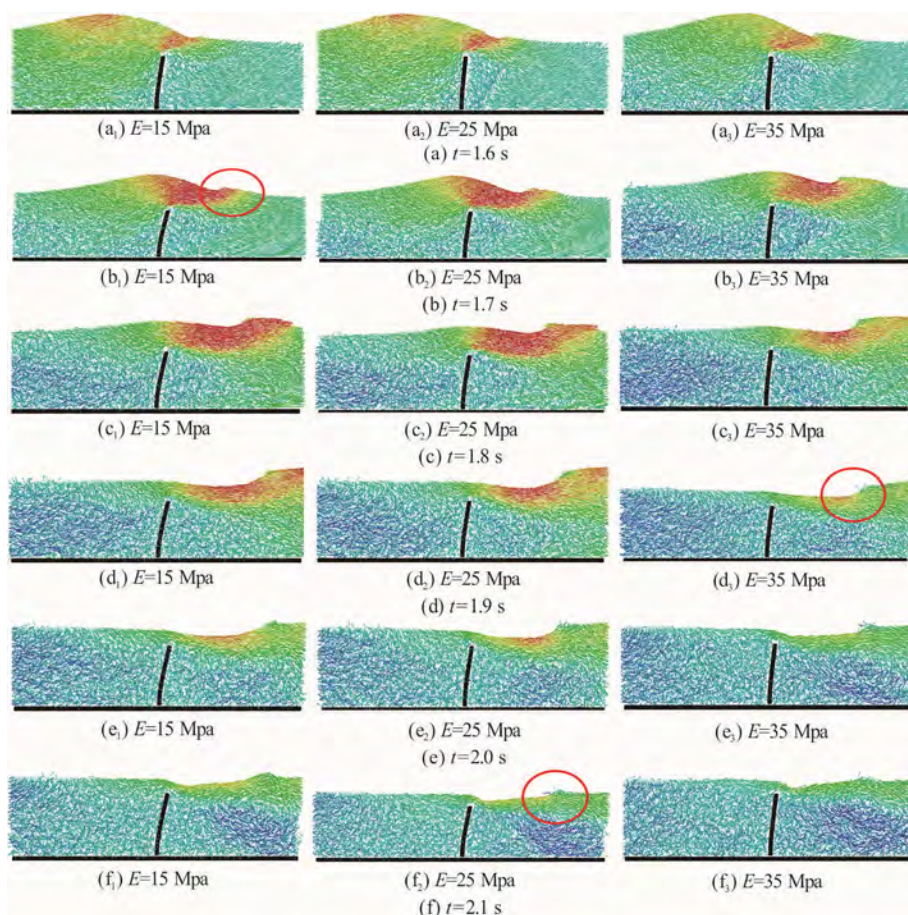 (a₁) E=15 Mpa (a₂) E=25 Mpa (a₃) E=35 Mpa
(a) t=1.6 s
(b₁) E=15 Mpa (b₂) E=25 Mpa (b₃) E=35 Mpa
(b) t=1.7 s
(c₁) E=15 Mpa (c₂) E=25 Mpa (c₃) E=35 Mpa
(c) t=1.8 s
(d₁) E=15 Mpa (d₂) E=25 Mpa (d₃) E=35 Mpa
(d) t=1.9 s
(e₁) E=15 Mpa (e₂) E=25 Mpa (e₃) E=35 Mpa
(e) t=2.0 s
(f₁) E=15 Mpa (f₂) E=25 Mpa (f₃) E=35 Mpa
(f) t=2.1 s